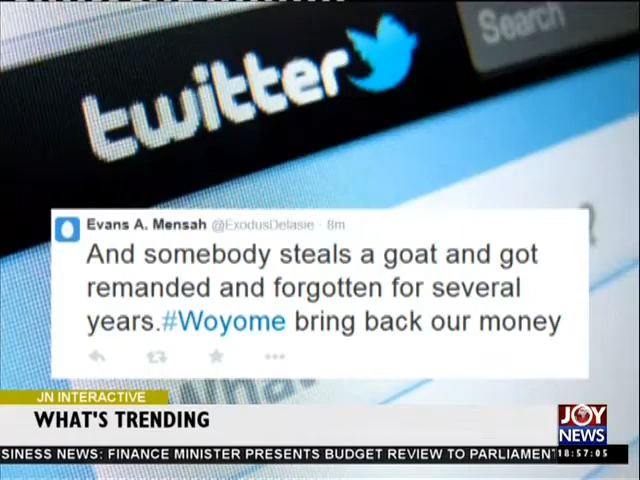 twitter
Search
Evans A. Mensah @ExodusDelasie · 8m
And somebody steals a goat and got
remanded and forgotten for several
years.#Woyome bring back our money
What
JN INTERACTIVE
WHAT'S TRENDING
JOY
NEWS
18:57:05
SINESS NEWS: FINANCE MINISTER PRESENTS BUDGET REVIEW TO PARLIAMENT